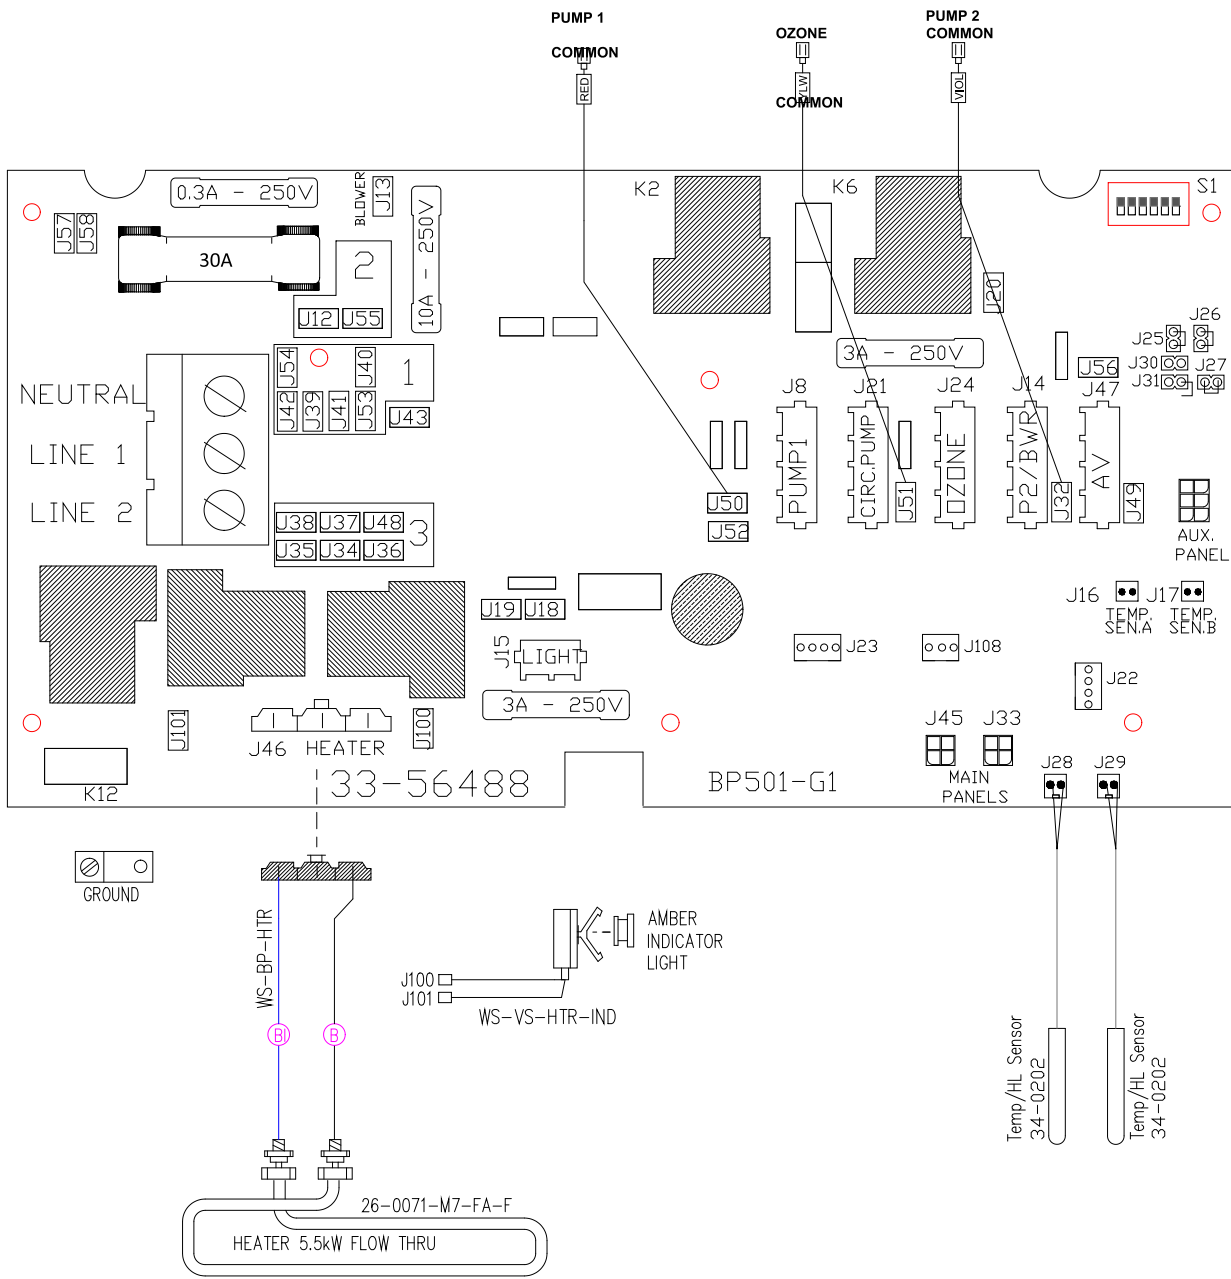 PUMP 1
COMMON
RED
OZONE
YLW
COMMON
PUMP 2
COMMON
VIOL
J57
J58
0.3A - 250V
BLOWER
J13
10A - 250V
30A
2
J12
J55
K2
K6
S1
J20
3A - 250V
J54
J40
1
J42
J39
J41
J53
J43
NEUTRAL
LINE 1
LINE 2
J38
J37
J48
3
J35
J34
J36
J8
PUMP1
J21
CIRC.PUMP
J24
OZONE
J14
P2/BWR
J47
AV
J56
J25
J26
J30
J31
J27
J50
J52
J51
J32
J49
AUX.
PANEL
J16
TEMP.
SEN.A
J17
TEMP.
SEN.B
J19
J18
J15
LIGHT
3A - 250V
J23
J108
J22
J101
J46
HEATER
J100
K12
33-56488
BP501-G1
J45
J33
MAIN
PANELS
J28
J29
GROUND
WS-BP-HTR
Bl
B
AMBER
INDICATOR
LIGHT
J100
J101
WS-VS-HTR-IND
Temp/HL Sensor
34-0202
Temp/HL Sensor
34-0202
26-0071-M7-FA-F
HEATER 5.5kW FLOW THRU